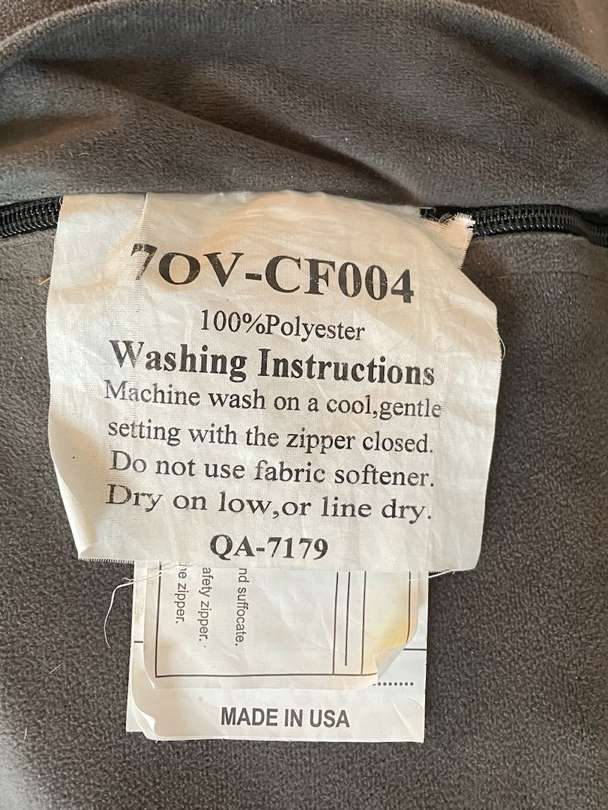 7OV-CF004
100%Polyester
Washing Instructions
Machine wash on a cool,gentle
setting with the zipper closed.
Do not use fabric softener.
Dry on low,or line dry.
QA-7179
nd suffocate.
afety zipper.
e zipper.
MADE IN USA